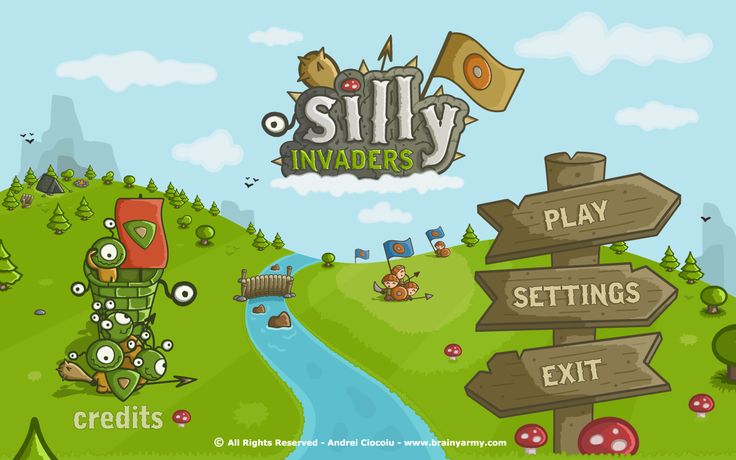 silly
INVADERS
PLAY
SETTINGS
EXIT
credits
© All Rights Reserved - Andrei Ciocoiu - www.brainyarmy.com